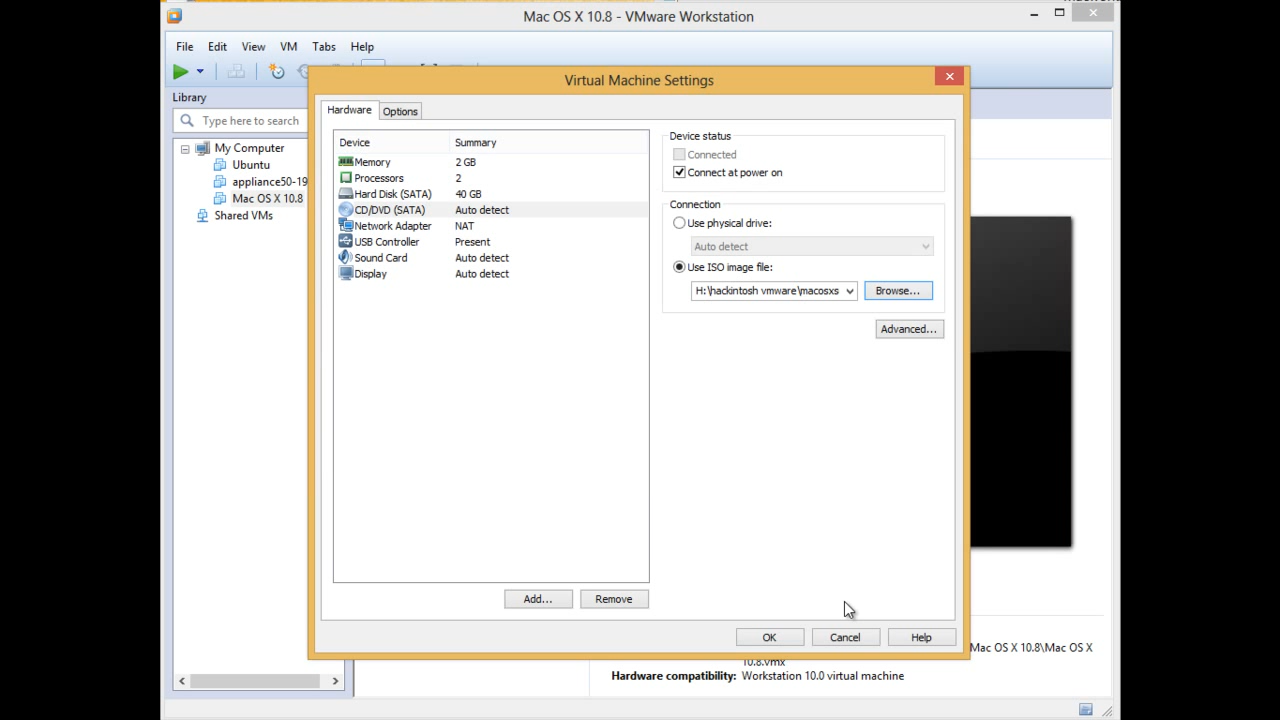 Mac OS X 10.8 - VMware Workstation
File Edit View VM Tabs Help
Library
Type here to search
My Computer
Ubuntu
appliance50-19
Mac OS X 10.8
Shared VMs
Virtual Machine Settings
Hardware Options
Device Summary
Memory 2 GB
Processors 2
Hard Disk (SATA) 40 GB
CD/DVD (SATA) Auto detect
Network Adapter NAT
USB Controller Present
Sound Card Auto detect
Display Auto detect
Add... Remove
Device status
Connected
Connect at power on
Connection
Use physical drive:
Auto detect
Use ISO image file:
H:\hackintosh vmware\macosxs Browse...
Advanced...
OK Cancel Help
Mac OS X 10.8\Mac OS X
10.8.vmx
Hardware compatibility: Workstation 10.0 virtual machine